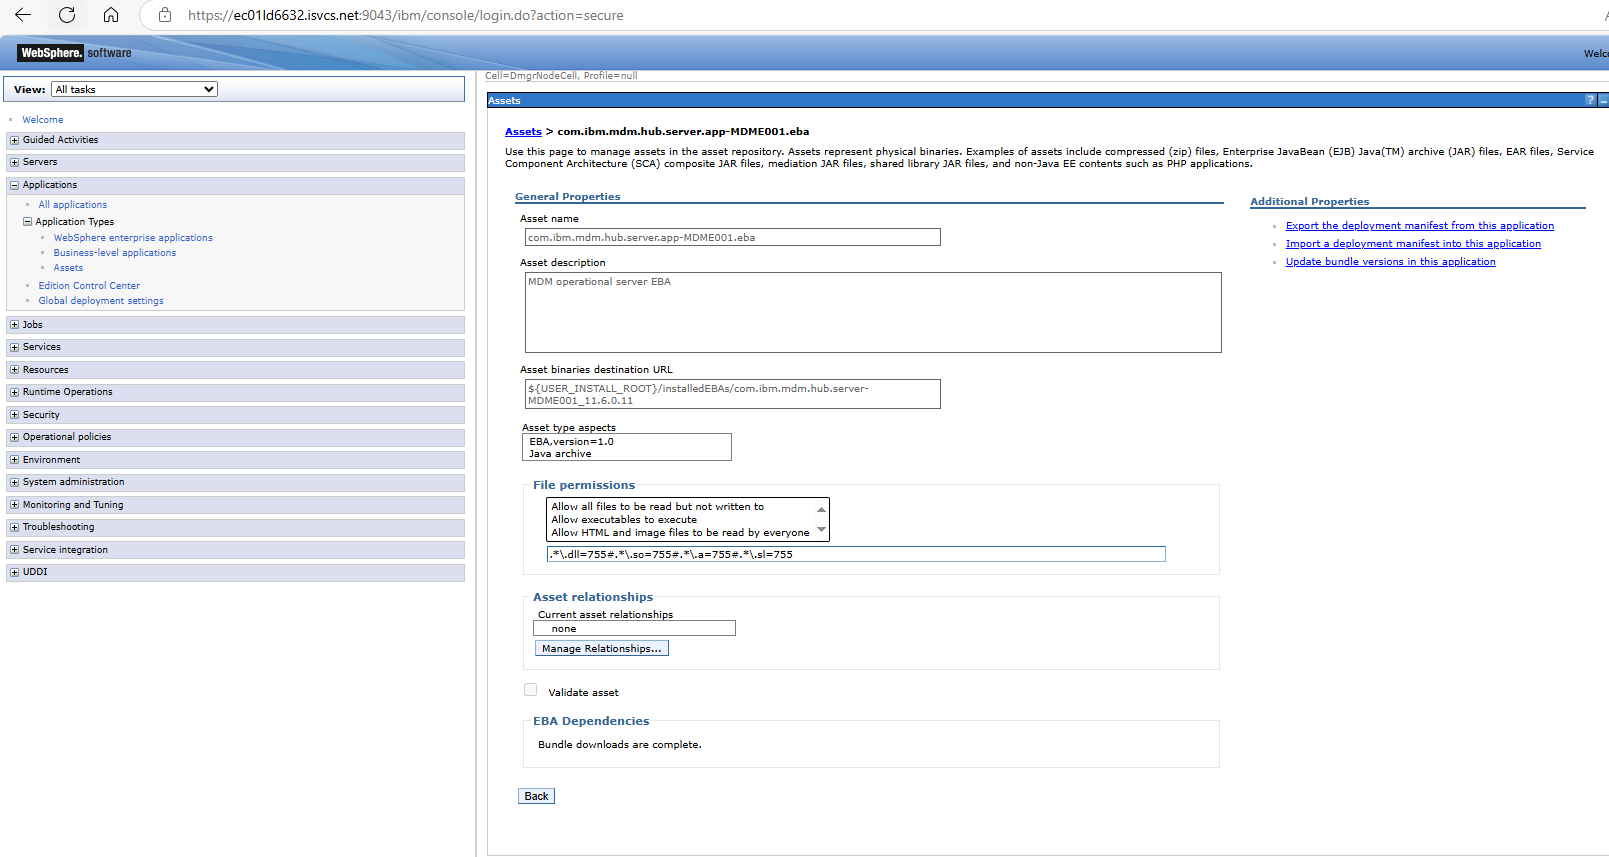 https://ec01ld6632.isvcs.net:9043/ibm/console/login.do?action=secure
WebSphere. software
Welco
View: All tasks
Welcome
Guided Activities
Servers
Applications
All applications
Application Types
WebSphere enterprise applications
Business-level applications
Assets
Edition Control Center
Global deployment settings
Jobs
Services
Resources
Runtime Operations
Security
Operational policies
Environment
System administration
Monitoring and Tuning
Troubleshooting
Service integration
UDDI
Cell=DmgrNodeCell, Profile=null
Assets
?
Assets > com.ibm.mdm.hub.server.app-MDME001.eba
Use this page to manage assets in the asset repository. Assets represent physical binaries. Examples of assets include compressed (zip) files, Enterprise JavaBean (EJB) Java(TM) archive (JAR) files, EAR files, Service
Component Architecture (SCA) composite JAR files, mediation JAR files, shared library JAR files, and non-Java EE contents such as PHP applications.
General Properties
Asset name
com.ibm.mdm.hub.server.app-MDME001.eba
Asset description
MDM operational server EBA
Asset binaries destination URL
${USER_INSTALL_ROOT}/installedEBAs/com.ibm.mdm.hub.server-
MDME001_11.6.0.11
Asset type aspects
EBA,version=1.0
Java archive
File permissions
Allow all files to be read but not written to
Allow executables to execute
Allow HTML and image files to be read by everyone
.*\.dll=755#.*\.so=755#.*\.a=755#.*\.sl=755
Asset relationships
Current asset relationships
none
Manage Relationships...
Validate asset
EBA Dependencies
Bundle downloads are complete.
Back
Additional Properties
Export the deployment manifest from this application
Import a deployment manifest into this application
Update bundle versions in this application